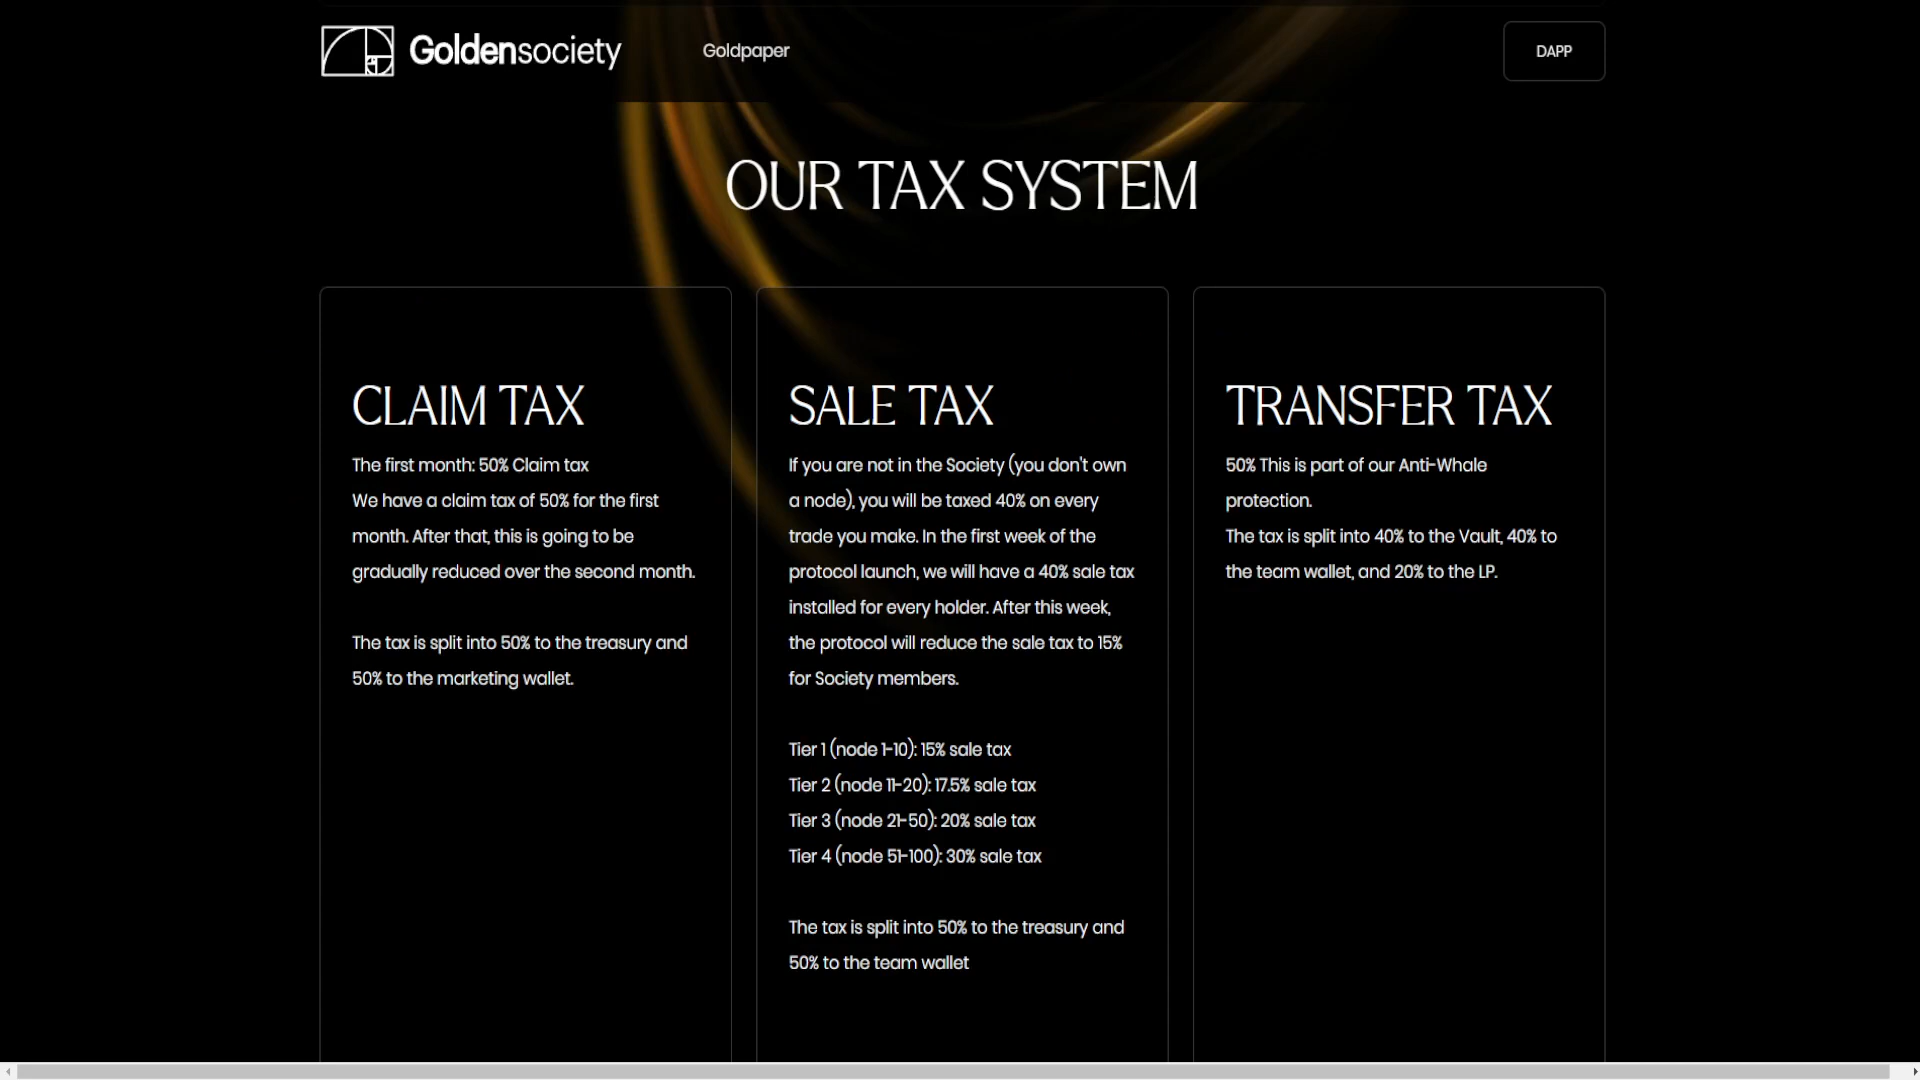 Goldensociety
Goldpaper
DAPP
OUR TAX SYSTEM
CLAIM TAX
The first month: 50% Claim tax
We have a claim tax of 50% for the first
month. After that, this is going to be
gradually reduced over the second month.
The tax is split into 50% to the treasury and
50% to the marketing wallet.
SALE TAX
If you are not in the Society (you don't own
a node), you will be taxed 40% on every
trade you make. In the first week of the
protocol launch, we will have a 40% sale tax
installed for every holder. After this week,
the protocol will reduce the sale tax to 15%
for Society members.
Tier 1 (node 1-10): 15% sale tax
Tier 2 (node 11-20): 17.5% sale tax
Tier 3 (node 21-50): 20% sale tax
Tier 4 (node 51-100): 30% sale tax
The tax is split into 50% to the treasury and
50% to the team wallet
TRANSFER TAX
50% This is part of our Anti-Whale
protection.
The tax is split into 40% to the Vault, 40% to
the team wallet, and 20% to the LP.